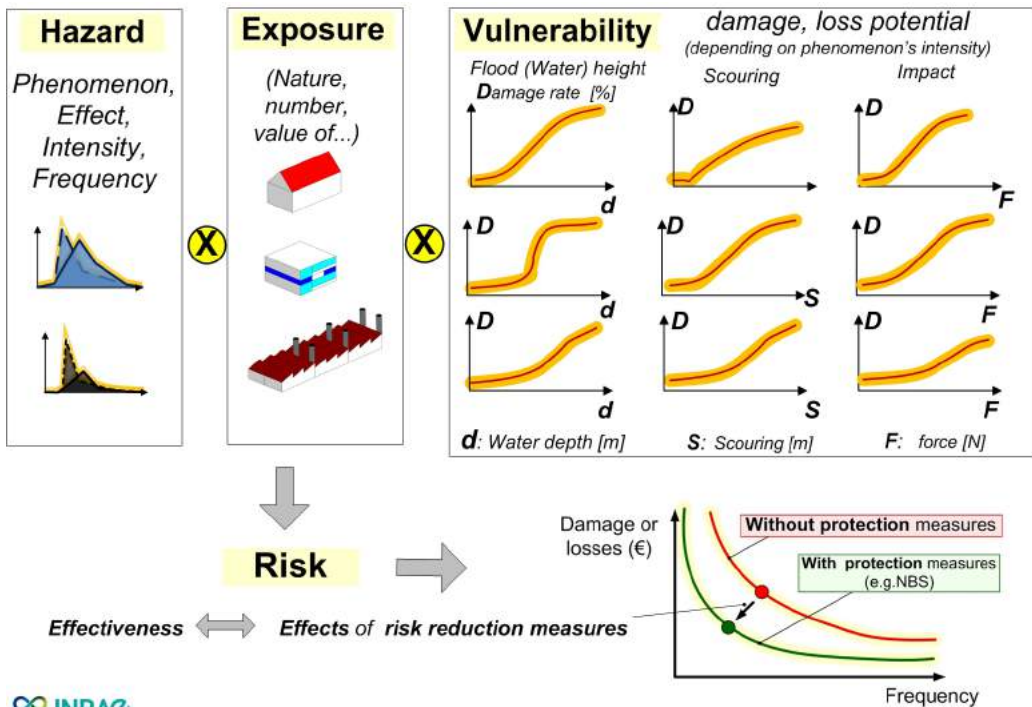 Hazard
Phenomenon,
Effect,
Intensity,
Frequency
X
Exposure
(Nature,
number,
value of...)
X
Vulnerability
damage, loss potential
(depending on phenomenon's intensity)
Flood (Water) height
Damage rate [%]
Scouring
Impact
d
D
D
F
D
d
D
S
D
F
D
d
D
S
D
F
d: Water depth [m]
S: Scouring [m]
F: force [N]
Risk
Effectiveness
Effects of risk reduction measures
Damage or
losses (€)
Without protection measures
With protection measures
(e.g.NBS)
Frequency